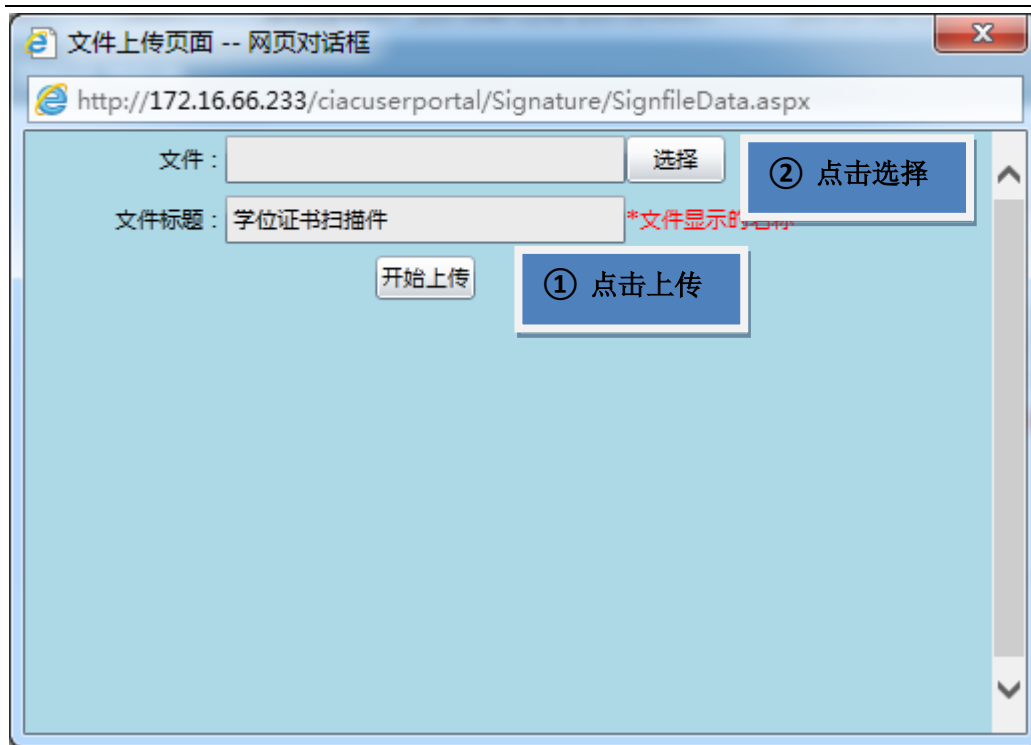 文件上传页面 -- 网页对话框
http://172.16.66.233/ciacuserportal/Signature/SignfileData.aspx
文件： 选择 ② 点击选择
文件标题： 学位证书扫描件 *文件显示的名称
开始上传 ① 点击上传